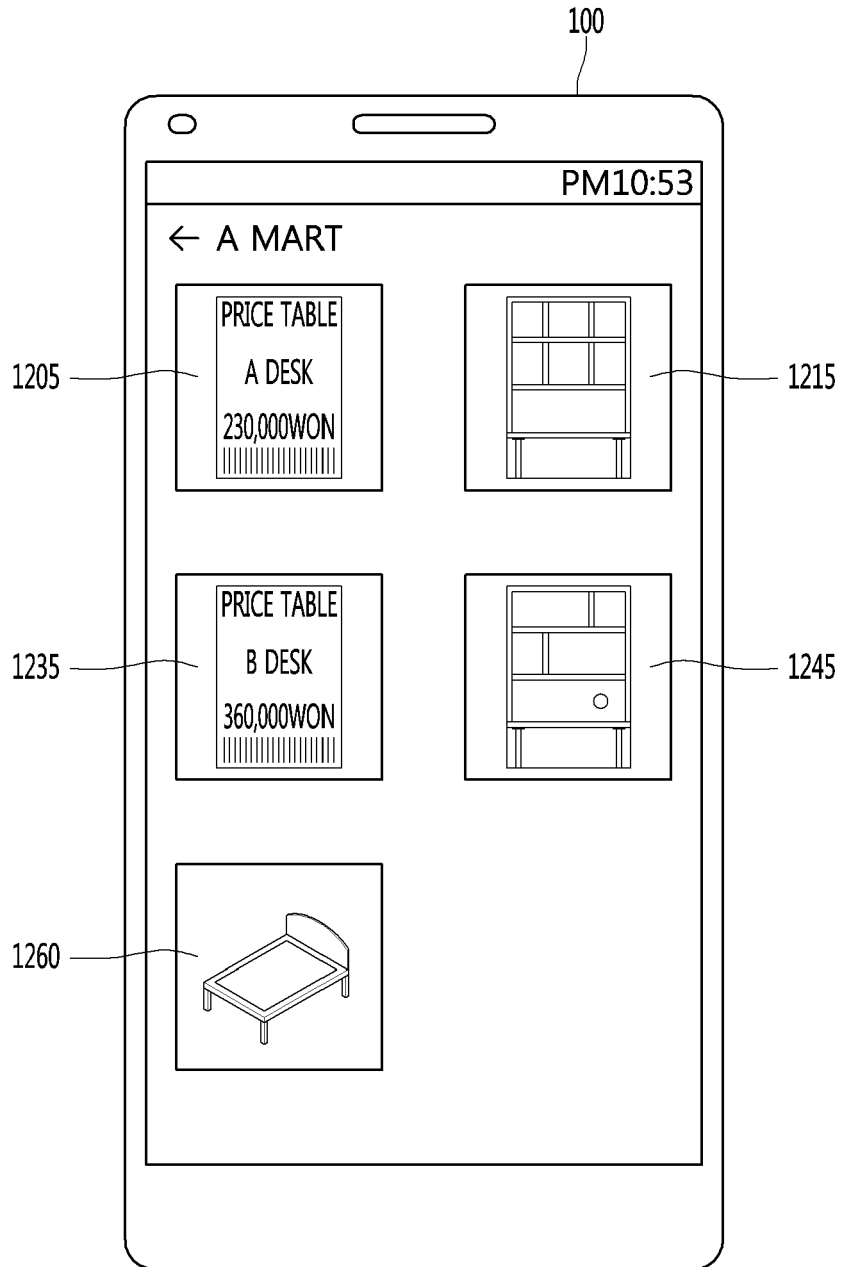 100
PM10:53
← A MART
PRICE TABLE
A DESK
230,000WON
1205
1215
PRICE TABLE
B DESK
360,000WON
1235
1245
1260